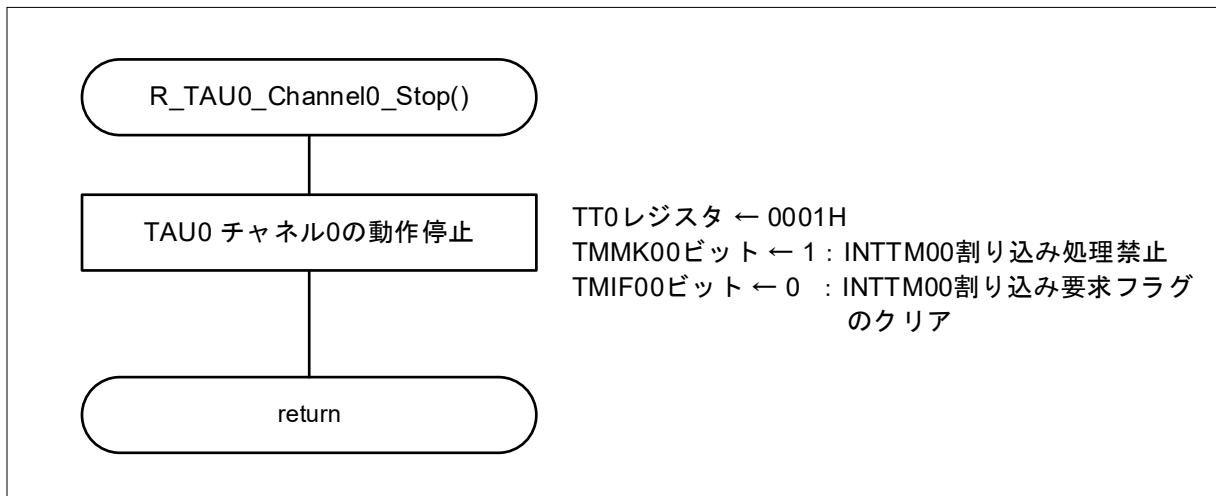 R_TAU0_Channel0_Stop()
TAU0 チャネル0の動作停止
TT0レジスタ ← 0001H
TMMK00ビット ← 1 : INTTM00割り込み処理禁止
TMIF00ビット ← 0 : INTTM00割り込み要求フラグ
のクリア
return